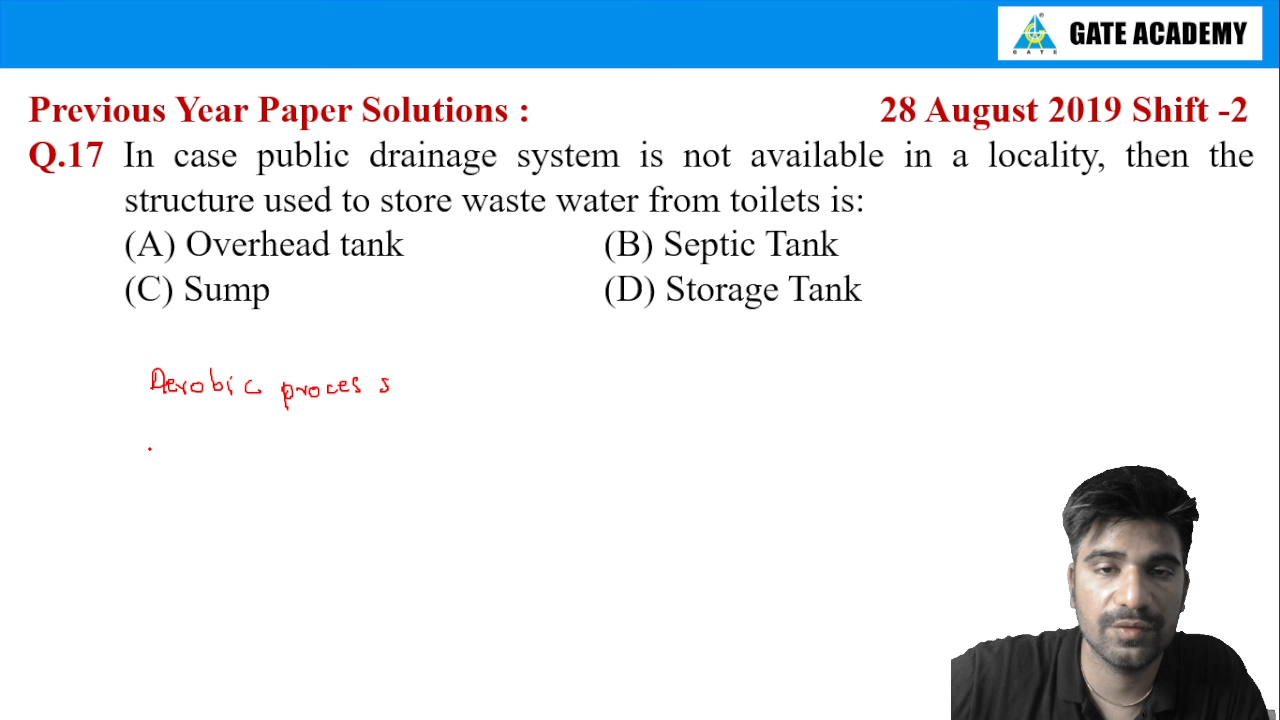 GATE ACADEMY
GATE
Previous Year Paper Solutions : 28 August 2019 Shift -2
Q.17 In case public drainage system is not available in a locality, then the
structure used to store waste water from toilets is:
(A) Overhead tank (B) Septic Tank
(C) Sump (D) Storage Tank
Aerobic process